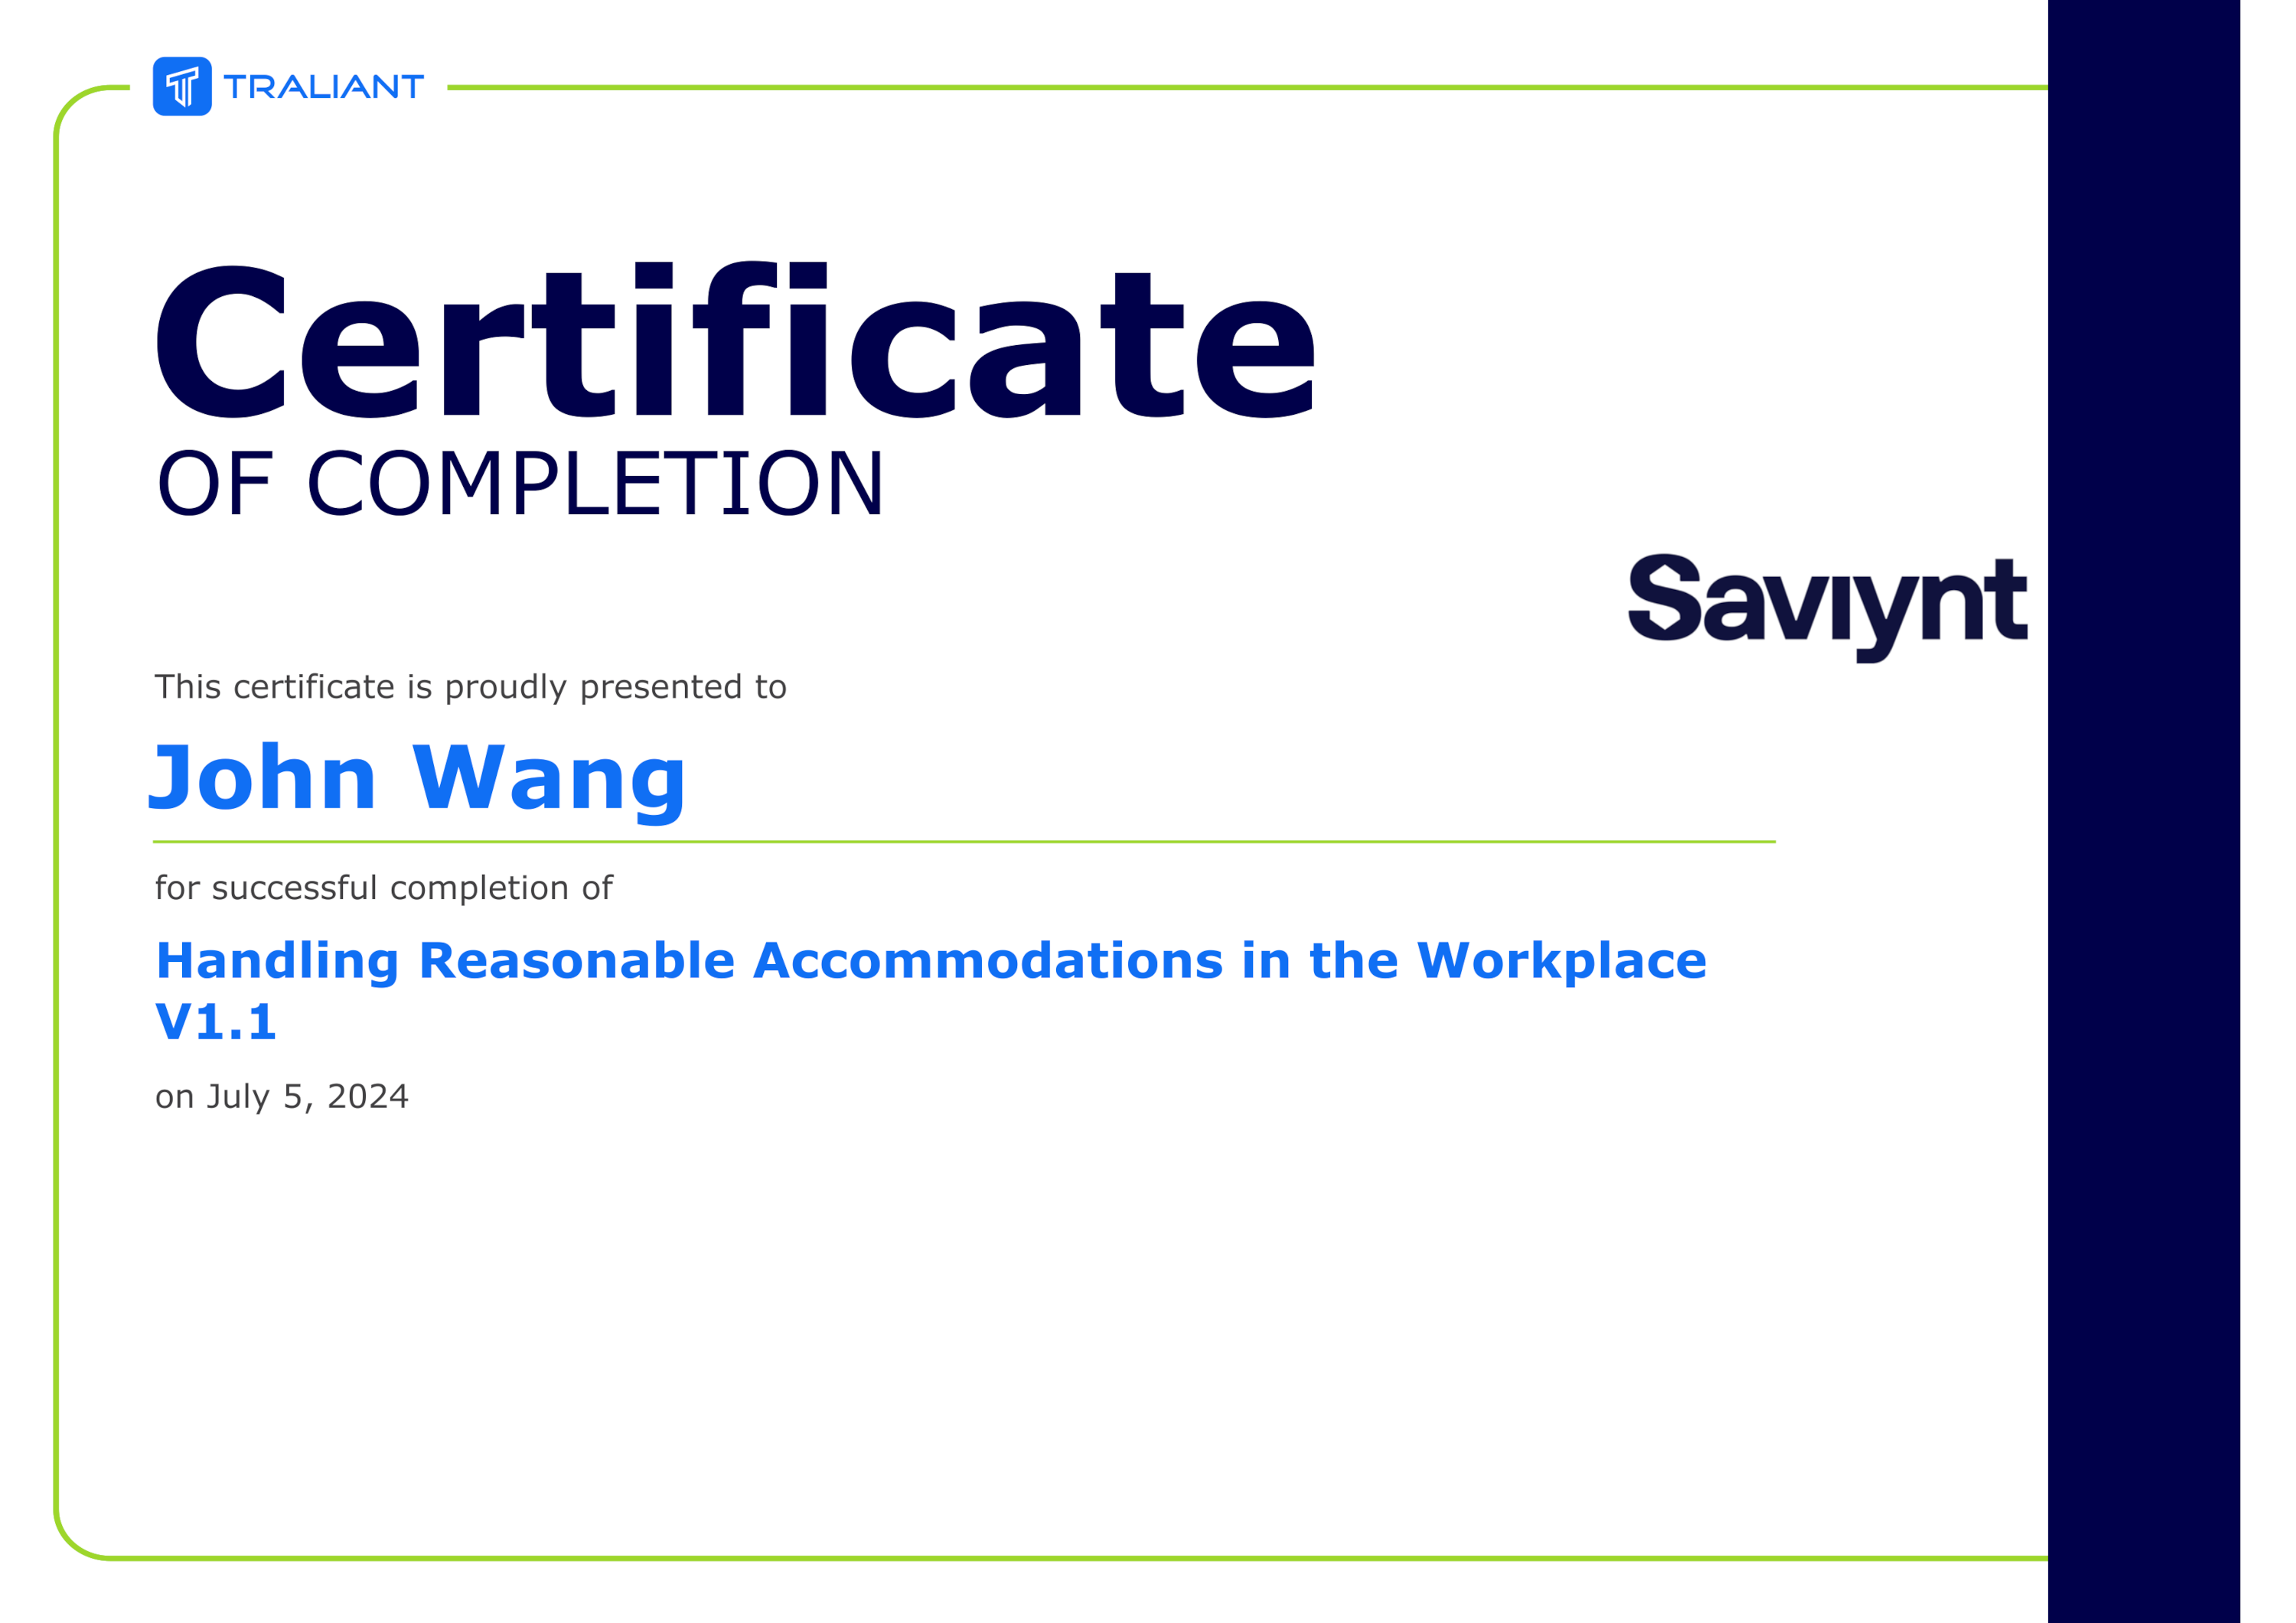 TRALIANT
Certificate
OF COMPLETION
Saviynt
This certificate is proudly presented to
John Wang
for successful completion of
Handling Reasonable Accommodations in the Workplace
V1.1
on July 5, 2024